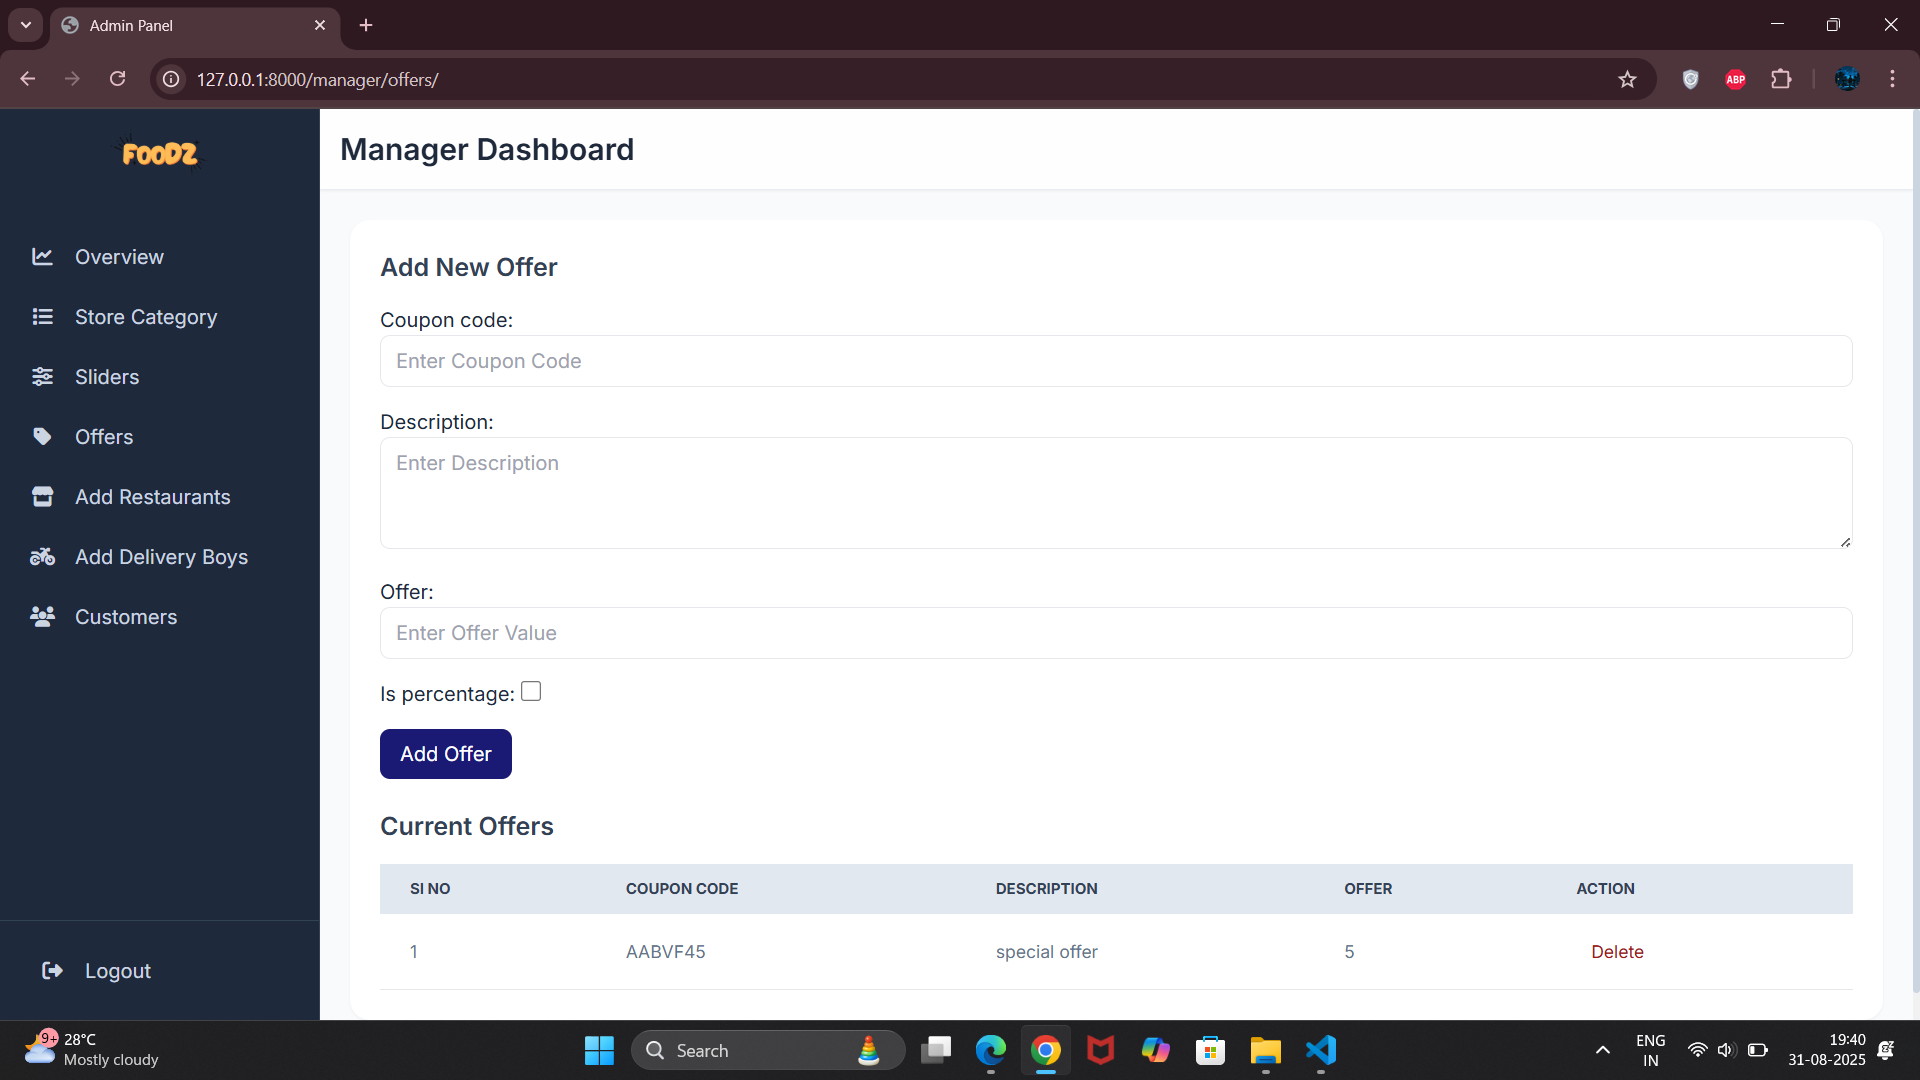 Admin Panel
127.0.0.1:8000/manager/offers/
ABP
FOODZ
Manager Dashboard
Overview
Store Category
Sliders
Offers
Add Restaurants
Add Delivery Boys
Customers
Logout
Add New Offer
Coupon code:
Enter Coupon Code
Description:
Enter Description
Offer:
Enter Offer Value
Is percentage:
Add Offer
Current Offers
SI NO COUPON CODE DESCRIPTION OFFER ACTION
1 AABVF45 special offer 5 Delete
9+
28°C
Mostly cloudy
Search
ENG
IN
19:40
31-08-2025